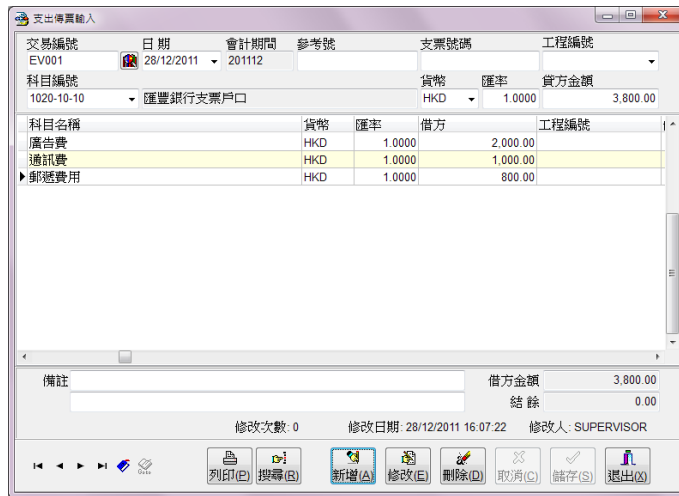 支出傳票輸入
交易編號 日期 會計期間 參考號 支票號碼 工程編號
EV001 28/12/2011 201112
科目編號 貨幣 匯率 貸方金額
1020-10-10 匯豐銀行支票戶口 HKD 1.0000 3,800.00
科目名稱 貨幣 匯率 借方 工程編號
廣告費 HKD 1.0000 2,000.00
通訊費 HKD 1.0000 1,000.00
郵遞費用 HKD 1.0000 800.00
備註 借方金額 3,800.00
結餘 0.00
修改次數: 0 修改日期: 28/12/2011 16:07:22 修改人: SUPERVISOR
Goto 列印(P) 搜尋(R) 新增(A) 修改(E) 刪除(D) 取消(C) 儲存(S) 退出(X)